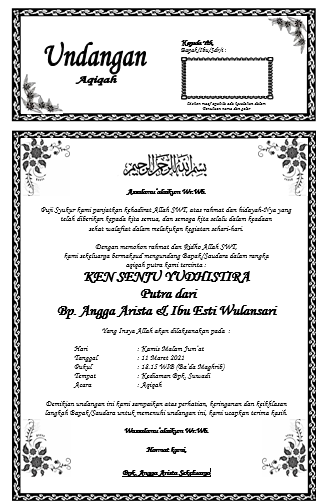 Undangan
Aqiqah
Kepada Yth,
Bapak/Ibu/Sdr/i :
Mohon maaf apabila ada kesalahan dalam
Penulisan nama dan gelar
بِسْمِ اللهِ الرَّحْمٰنِ الرَّحِيْمِ
Assalamu'alaikum Wr.Wb.
Puji Syukur kami panjatkan kehadirat Allah SWT, atas rahmat dan hidayah-Nya yang
telah diberikan kepada kita semua, dan semoga kita selalu dalam keadaan
sehat walafiat dalam melakukan kegiatan sehari-hari.
Dengan memohon rahmat dan Ridho Allah SWT,
kami sekeluarga bermaksud mengundang Bapak/Saudara dalam rangka
aqiqah putra kami tercinta :
KEN SENTU YUDHISTIRA
Putra dari
Bp. Angga Arista & Ibu Esti Wulansari
Yang Insya Allah akan dilaksanakan pada :
Hari : Kamis Malam Jum'at
Tanggal : 11 Maret 2021
Pukul : 18.15 WIB (Ba'da Maghrib)
Tempat : Kediaman Bpk. Suwadi
Acara : Aqiqah
Demikian undangan ini kami sampaikan atas perhatian, keringanan dan keikhlasan
langkah Bapak/Saudara untuk memenuhi undangan ini, kami ucapkan terima kasih.
Wassalamu'alaikum Wr.Wb.
Hormat kami,
Bpk. Angga Arista Sekeluarga